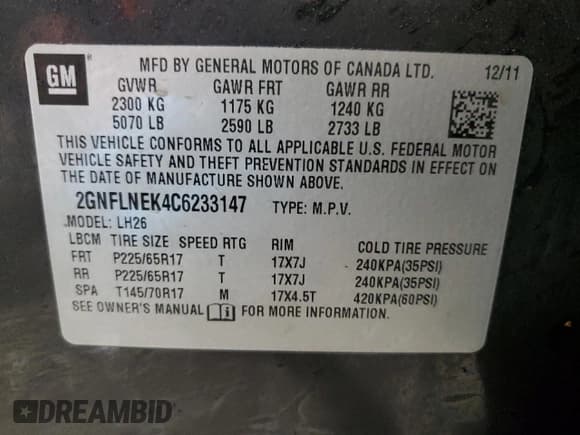 GM
MFD BY GENERAL MOTORS OF CANADA LTD. 12/11
GVWR GAWR FRT GAWR RR
2300 KG 1175 KG 1240 KG
5070 LB 2590 LB 2733 LB
THIS VEHICLE CONFORMS TO ALL APPLICABLE U.S. FEDERAL MOTOR
VEHICLE SAFETY AND THEFT PREVENTION STANDARDS IN EFFECT ON
THE DATE OF MANUFACTURE SHOWN ABOVE.
2GNFLNEK4C6233147 TYPE: M.P.V.
MODEL: LH26
LBCM TIRE SIZE SPEED RTG RIM COLD TIRE PRESSURE
FRT P225/65R17 T 17X7J 240KPA(35PSI)
RR P225/65R17 T 17X7J 240KPA(35PSI)
SPA T145/70R17 M 17X4.5T 420KPA(60PSI)
SEE OWNER'S MANUAL i FOR MORE INFORMATION.
DREAMBID